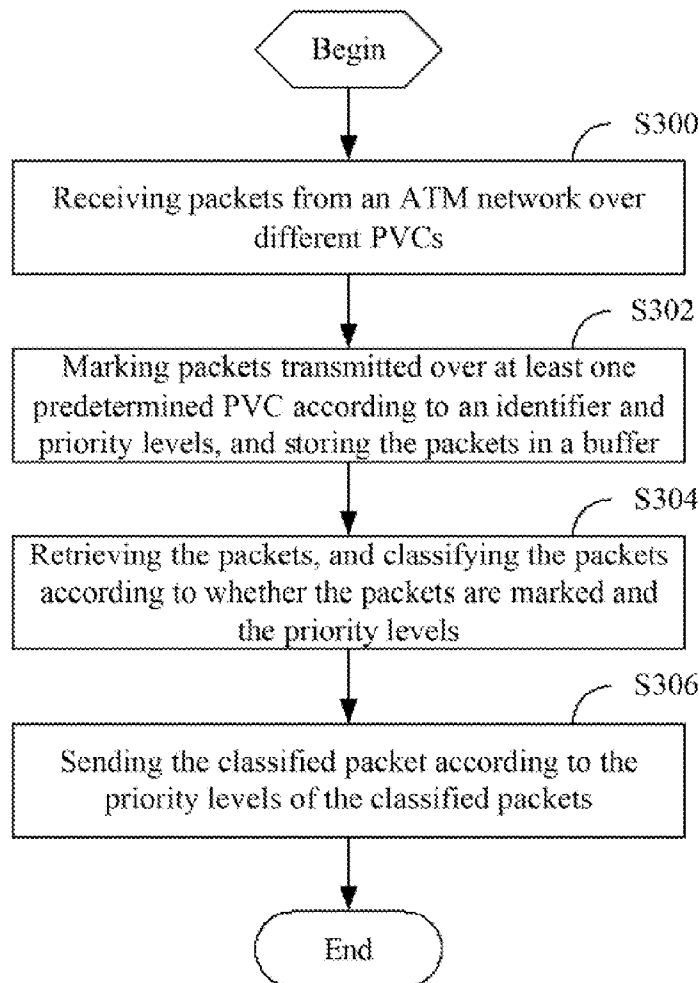 Begin
S300
Receiving packets from an ATM network over
different PVCs
S302
Marking packets transmitted over at least one
predetermined PVC according to an identifier and
priority levels, and storing the packets in a buffer
S304
Retrieving the packets, and classifying the packets
according to whether the packets are marked and
the priority levels
S306
Sending the classified packet according to the
priority levels of the classified packets
End